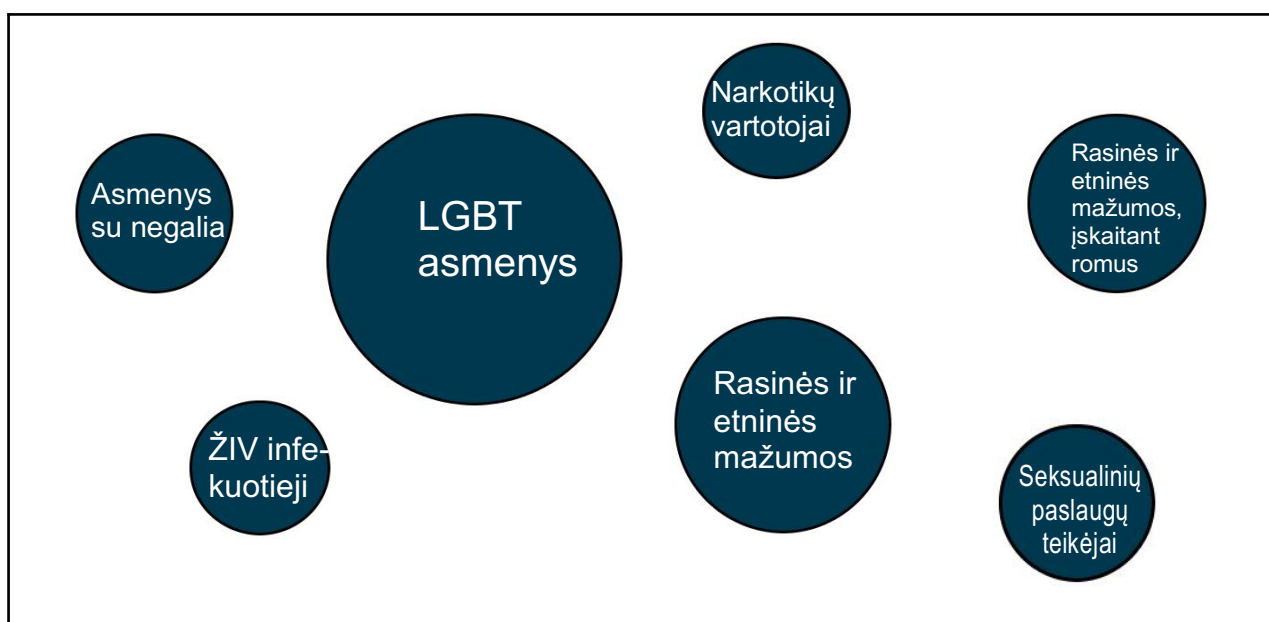 Narkotikų
vartotojai
Asmenys
su negalia
LGBT
asmenys
Rasinės ir
etninės
mažumos,
įskaitant
romus
ŽIV infe-
kuotieji
Rasinės ir
etninės
mažumos
Seksualinių
paslaugų
teikėjai